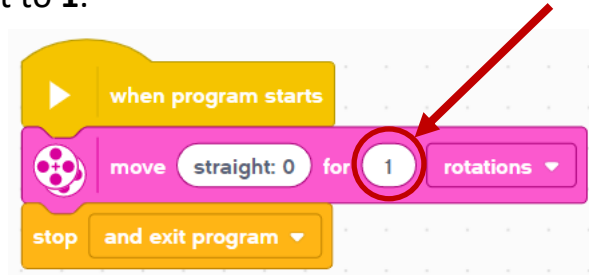 t to 1.
when program starts
move straight: 0 for 1 rotations
stop and exit program